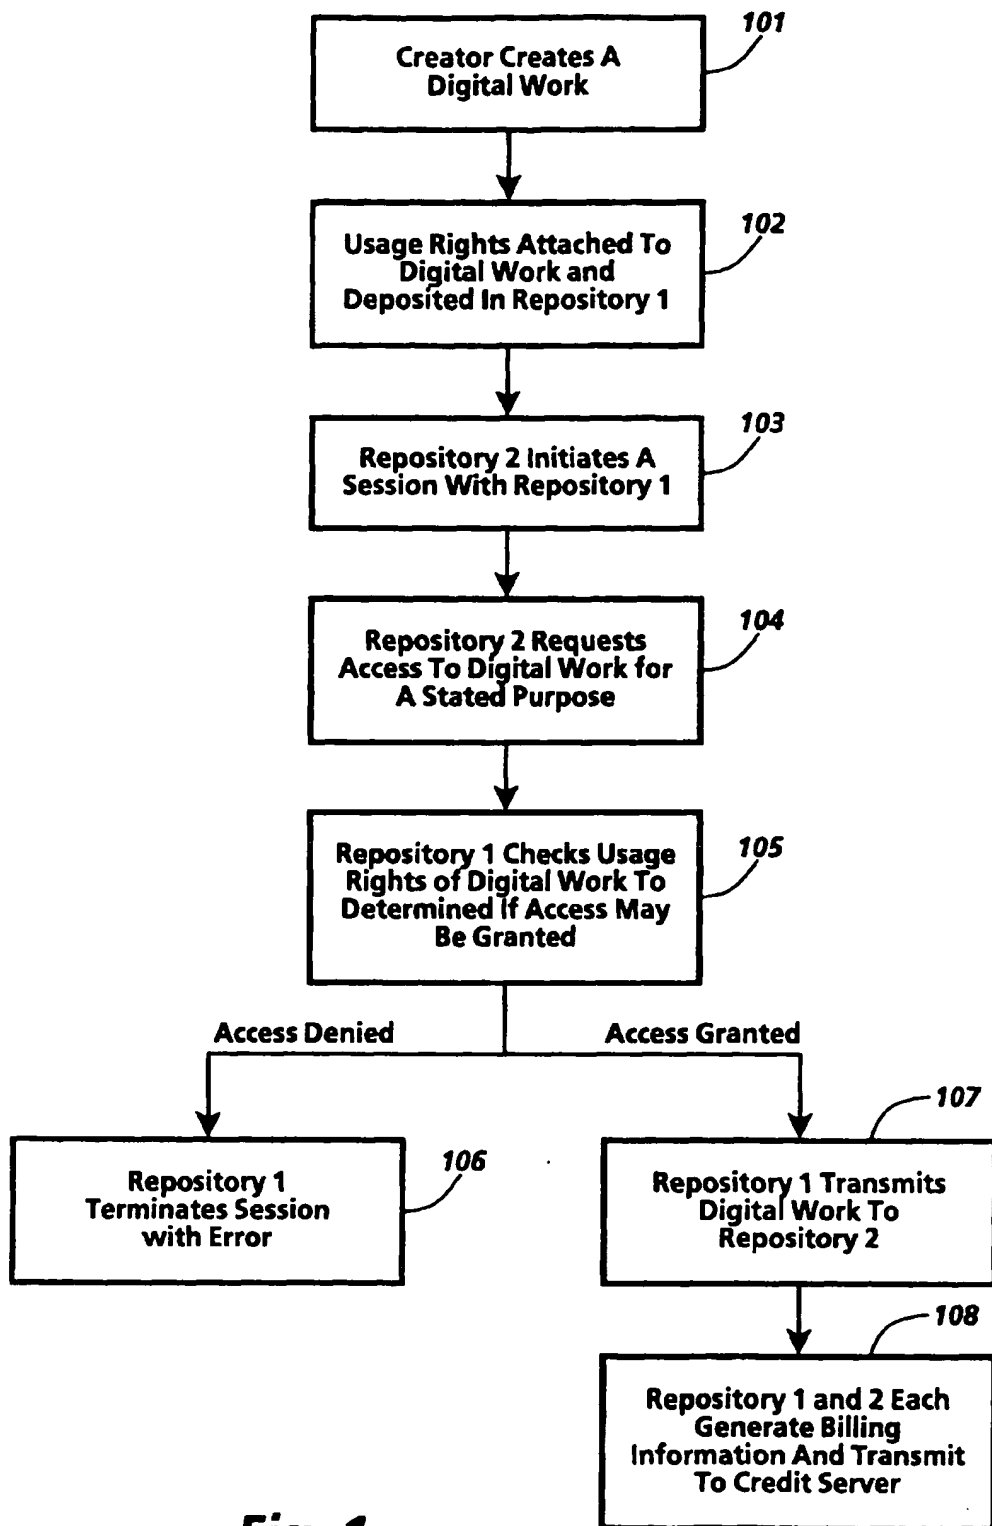 101
Creator Creates A
Digital Work
102
Usage Rights Attached To
Digital Work and
Deposited In Repository 1
103
Repository 2 Initiates A
Session With Repository 1
104
Repository 2 Requests
Access To Digital Work for
A Stated Purpose
105
Repository 1 Checks Usage
Rights of Digital Work To
Determined If Access May
Be Granted
Access Denied
Access Granted
106
Repository 1
Terminates Session
with Error
107
Repository 1 Transmits
Digital Work To
Repository 2
108
Repository 1 and 2 Each
Generate Billing
Information And Transmit
To Credit Server
Fig. 1